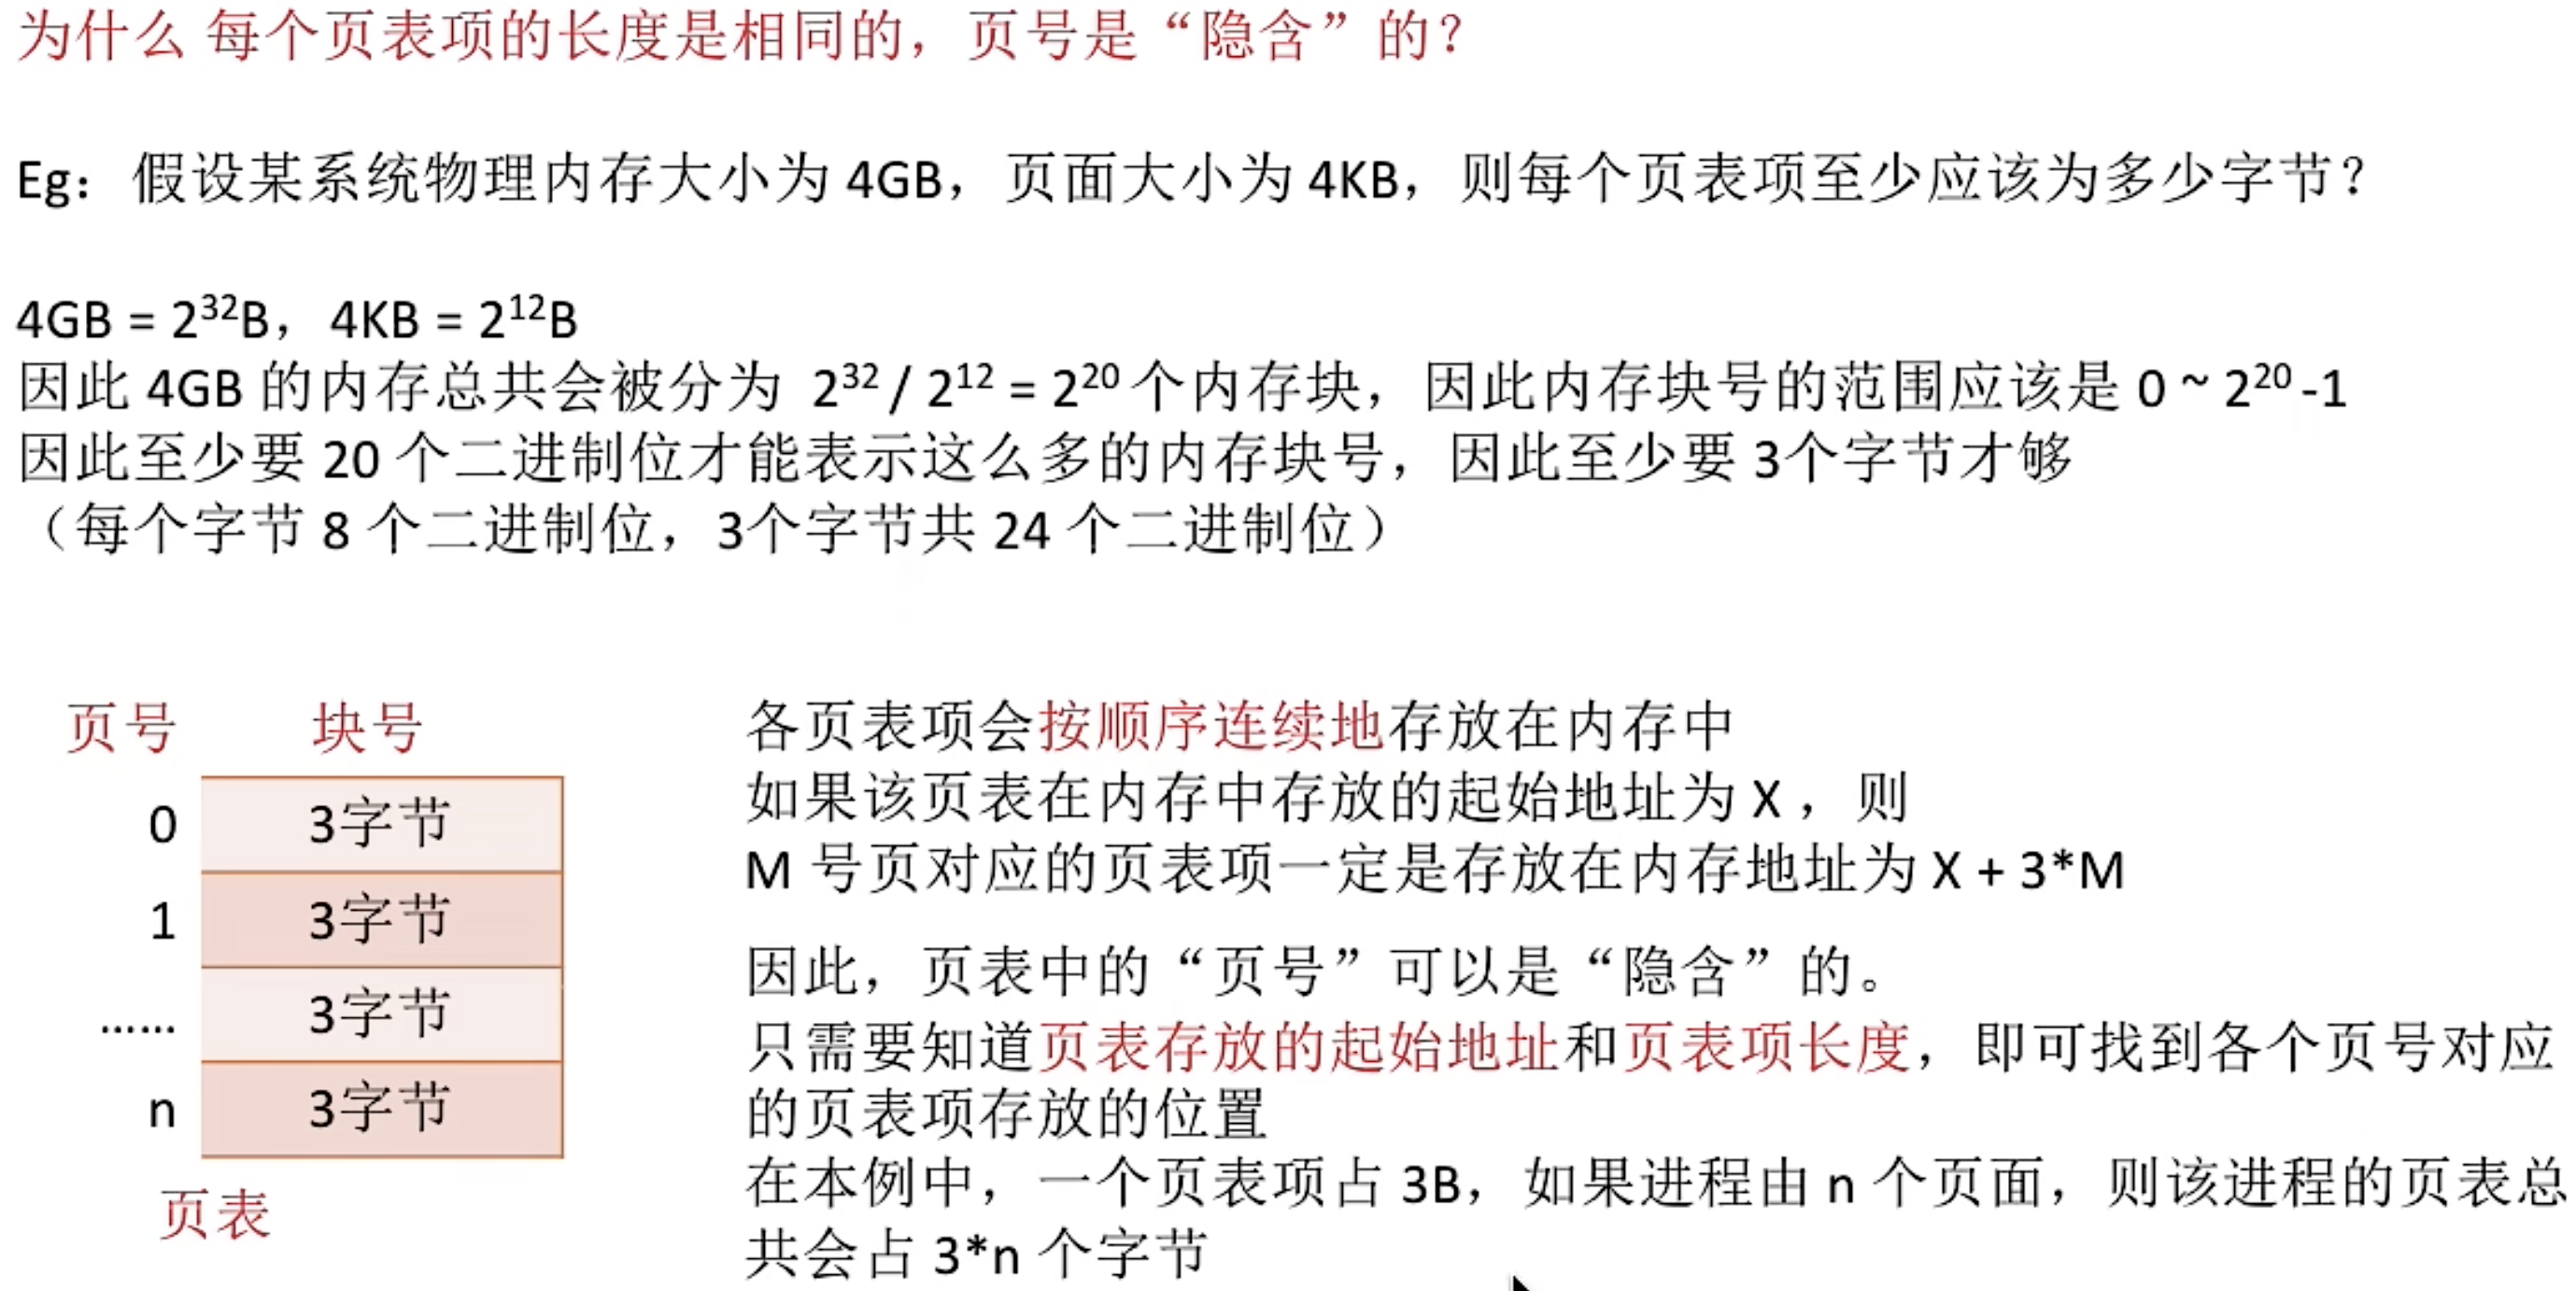 为什么 每个页表项的长度是相同的，页号是“隐含”的？
Eg：假设某系统物理内存大小为 4GB，页面大小为 4KB，则每个页表项至少应该为多少字节？
4GB = 2³²B，4KB = 2¹²B
因此 4GB 的内存总共会被分为 2³² / 2¹² = 2²⁰ 个内存块，因此内存块号的范围应该是 0 ~ 2²⁰ -1
因此至少要 20 个二进制位才能表示这么多的内存块号，因此至少要 3个字节才够
（每个字节 8 个二进制位，3个字节共 24 个二进制位）
页号 块号
0 3字节
1 3字节
...... 3字节
n 3字节
页表
各页表项会按顺序连续地存放在内存中
如果该页表在内存中存放的起始地址为 X ，则
M 号页对应的页表项一定是存放在内存地址为 X + 3*M
因此，页表中的“页号”可以是“隐含”的。
只需要知道页表存放的起始地址和页表项长度，即可找到各个页号对应
的页表项存放的位置
在本例中，一个页表项占 3B，如果进程由 n 个页面，则该进程的页表总
共会占 3*n 个字节